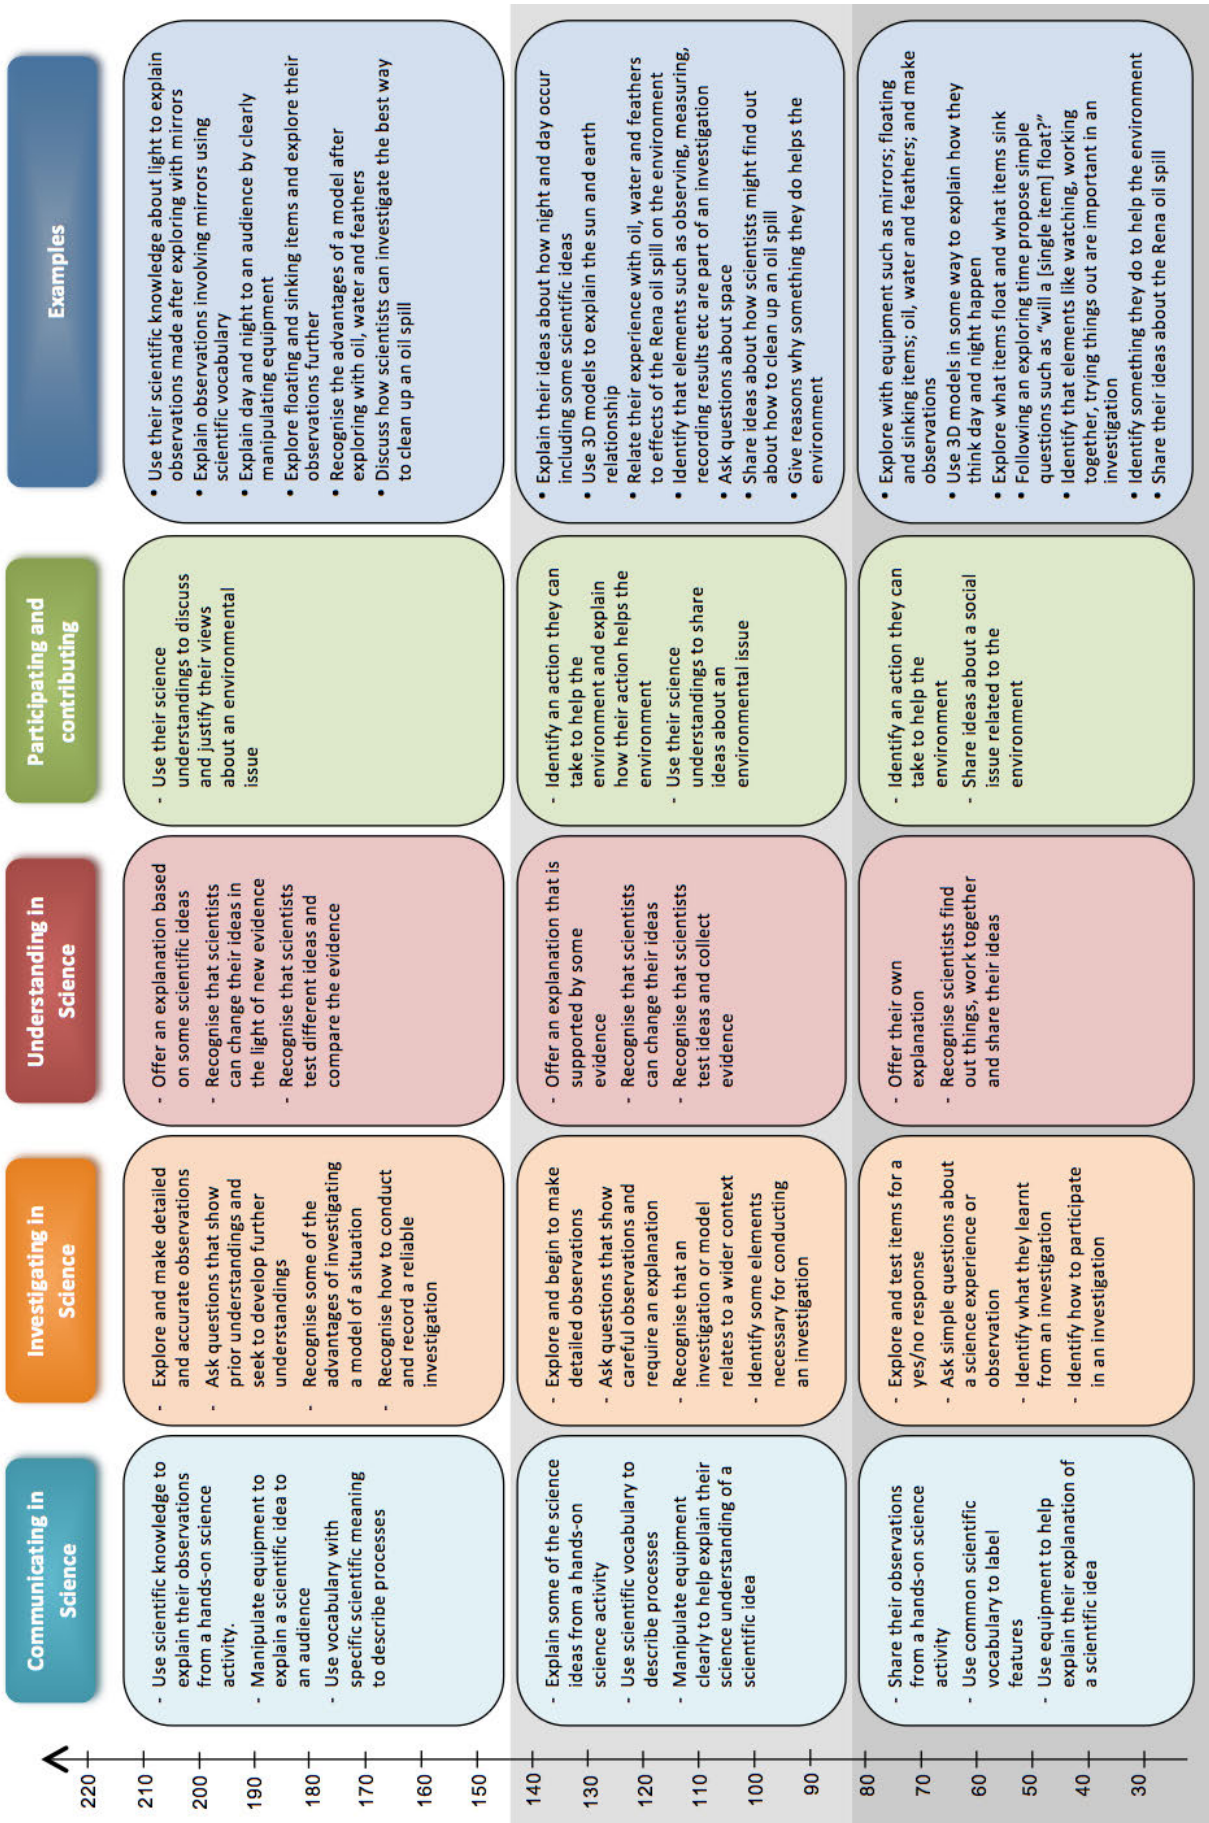 Communicating in
Science
Investigating in
Science
Understanding in
Science
Participating and
contributing
Examples
220
210
200
190
180
170
160
150
140
130
120
110
100
90
80
70
60
50
40
30
- Use scientific knowledge to
explain their observations
from a hands-on science
activity.
- Manipulate equipment to
explain a scientific idea to
an audience
- Use vocabulary with
specific scientific meaning
to describe processes
- Explore and make detailed
and accurate observations
- Ask questions that show
prior understandings and
seek to develop further
understandings
- Recognise some of the
advantages of investigating
a model of a situation
- Recognise how to conduct
and record a reliable
investigation
- Offer an explanation based
on some scientific ideas
- Recognise that scientists
can change their ideas in
the light of new evidence
- Recognise that scientists
test different ideas and
compare the evidence
- Use their science
understandings to discuss
and justify their views
about an environmental
issue
• Use their scientific knowledge about light to explain
observations made after exploring with mirrors
• Explain observations involving mirrors using
scientific vocabulary
• Explain day and night to an audience by clearly
manipulating equipment
• Explore floating and sinking items and explore their
observations further
• Recognise the advantages of a model after
exploring with oil, water and feathers
• Discuss how scientists can investigate the best way
to clean up an oil spill
- Explain some of the science
ideas from a hands-on
science activity
- Use scientific vocabulary to
describe processes
- Manipulate equipment
clearly to help explain their
science understanding of a
scientific idea
- Explore and begin to make
detailed observations
- Ask questions that show
careful observations and
require an explanation
- Recognise that an
investigation or model
relates to a wider context
- Identify some elements
necessary for conducting
an investigation
- Offer an explanation that is
supported by some
evidence
- Recognise that scientists
can change their ideas
- Recognise that scientists
test ideas and collect
evidence
- Identify an action they can
take to help the
environment and explain
how their action helps the
environment
- Use their science
understandings to share
ideas about an
environmental issue
• Explain their ideas about how night and day occur
including some scientific ideas
• Use 3D models to explain the sun and earth
relationship
• Relate their experience with oil, water and feathers
to effects of the Rena oil spill on the environment
• Identify that elements such as observing, measuring,
recording results etc are part of an investigation
• Ask questions about space
• Share ideas about how scientists might find out
about how to clean up an oil spill
• Give reasons why something they do helps the
environment
- Share their observations
from a hands-on science
activity
- Use common scientific
vocabulary to label
features
- Use equipment to help
explain their explanation of
a scientific idea
- Explore and test items for a
yes/no response
- Ask simple questions about
a science experience or
observation
- Identify what they learnt
from an investigation
- Identify how to participate
in an investigation
- Offer their own
explanation
- Recognise scientists find
out things, work together
and share their ideas
- Identify an action they can
take to help the
environment
- Share ideas about a social
issue related to the
environment
• Explore with equipment such as mirrors; floating
and sinking items; oil, water and feathers; and make
observations
• Use 3D models in some way to explain how they
think day and night happen
• Explore what items float and what items sink
• Following an exploring time propose simple
questions such as “will a [single item] float?”
• Identify that elements like watching, working
together, trying things out are important in an
investigation
• Identify something they do to help the environment
• Share their ideas about the Rena oil spill